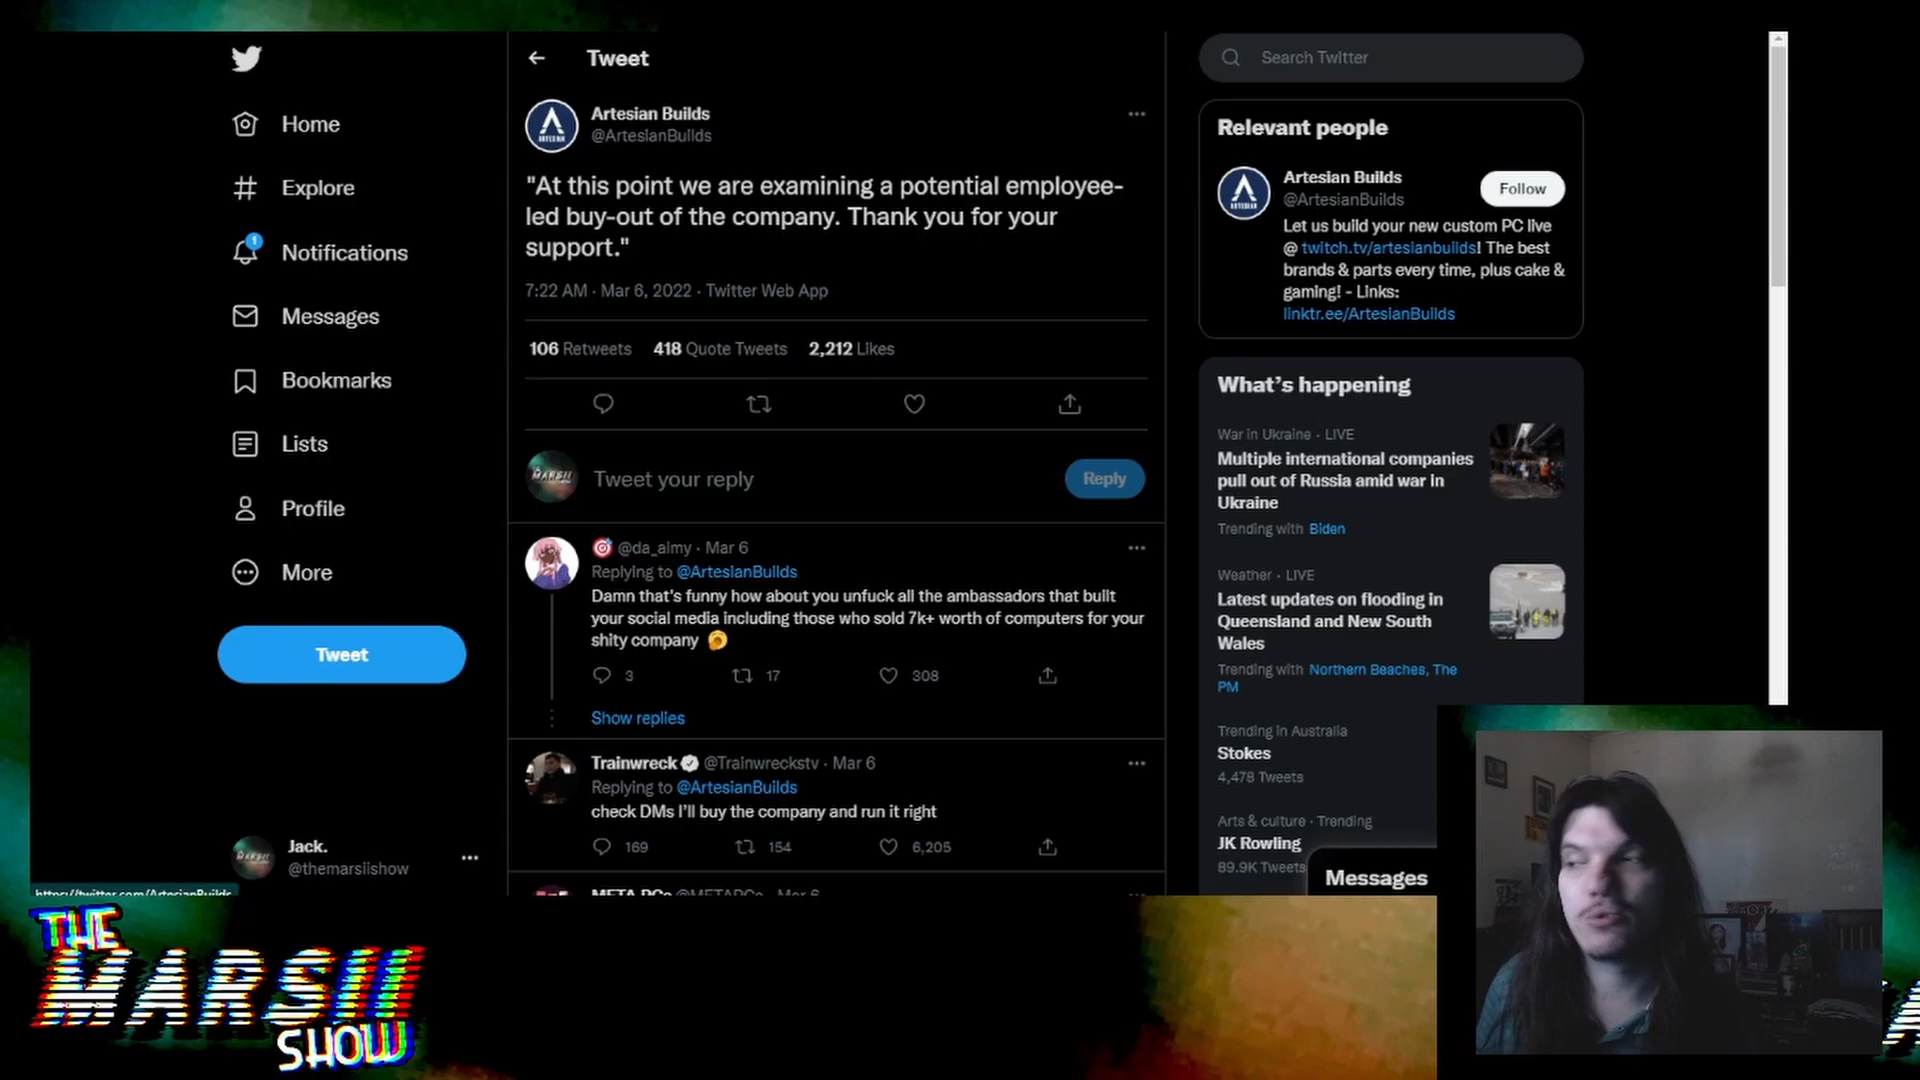 Home
Explore
1
Notifications
Messages
Bookmarks
Lists
Profile
More
Tweet
Jack.
@themarsiishow
https://twitter.com/ArtesianBuilds
Tweet
Artesian Builds
@ArtesianBuilds
"At this point we are examining a potential employee-
led buy-out of the company. Thank you for your
support."
7:22 AM · Mar 6, 2022 · Twitter Web App
106 Retweets 418 Quote Tweets 2,212 Likes
Tweet your reply
Reply
@da_aimy · Mar 6
Replying to @ArtesianBuilds
Damn that's funny how about you unfuck all the ambassadors that built
your social media including those who sold 7k+ worth of computers for your
shity company
3 17 308
Show replies
Trainwreck @Trainwreckstv · Mar 6
Replying to @ArtesianBuilds
check DMs I'll buy the company and run it right
169 154 6,205
META PCs @METAPCs · Mar 6
Search Twitter
Relevant people
Artesian Builds
@ArtesianBuilds
Follow
Let us build your new custom PC live
@ twitch.tv/artesianbuilds! The best
brands & parts every time, plus cake &
gaming! - Links:
linktr.ee/ArtesianBuilds
What's happening
War in Ukraine · LIVE
Multiple international companies
pull out of Russia amid war in
Ukraine
Trending with Biden
Weather · LIVE
Latest updates on flooding in
Queensland and New South
Wales
Trending with Northern Beaches, The
PM
Trending in Australia
Stokes
4,478 Tweets
Arts & culture · Trending
JK Rowling
89.9K Tweets
Messages
THE
MARSII
SHOW